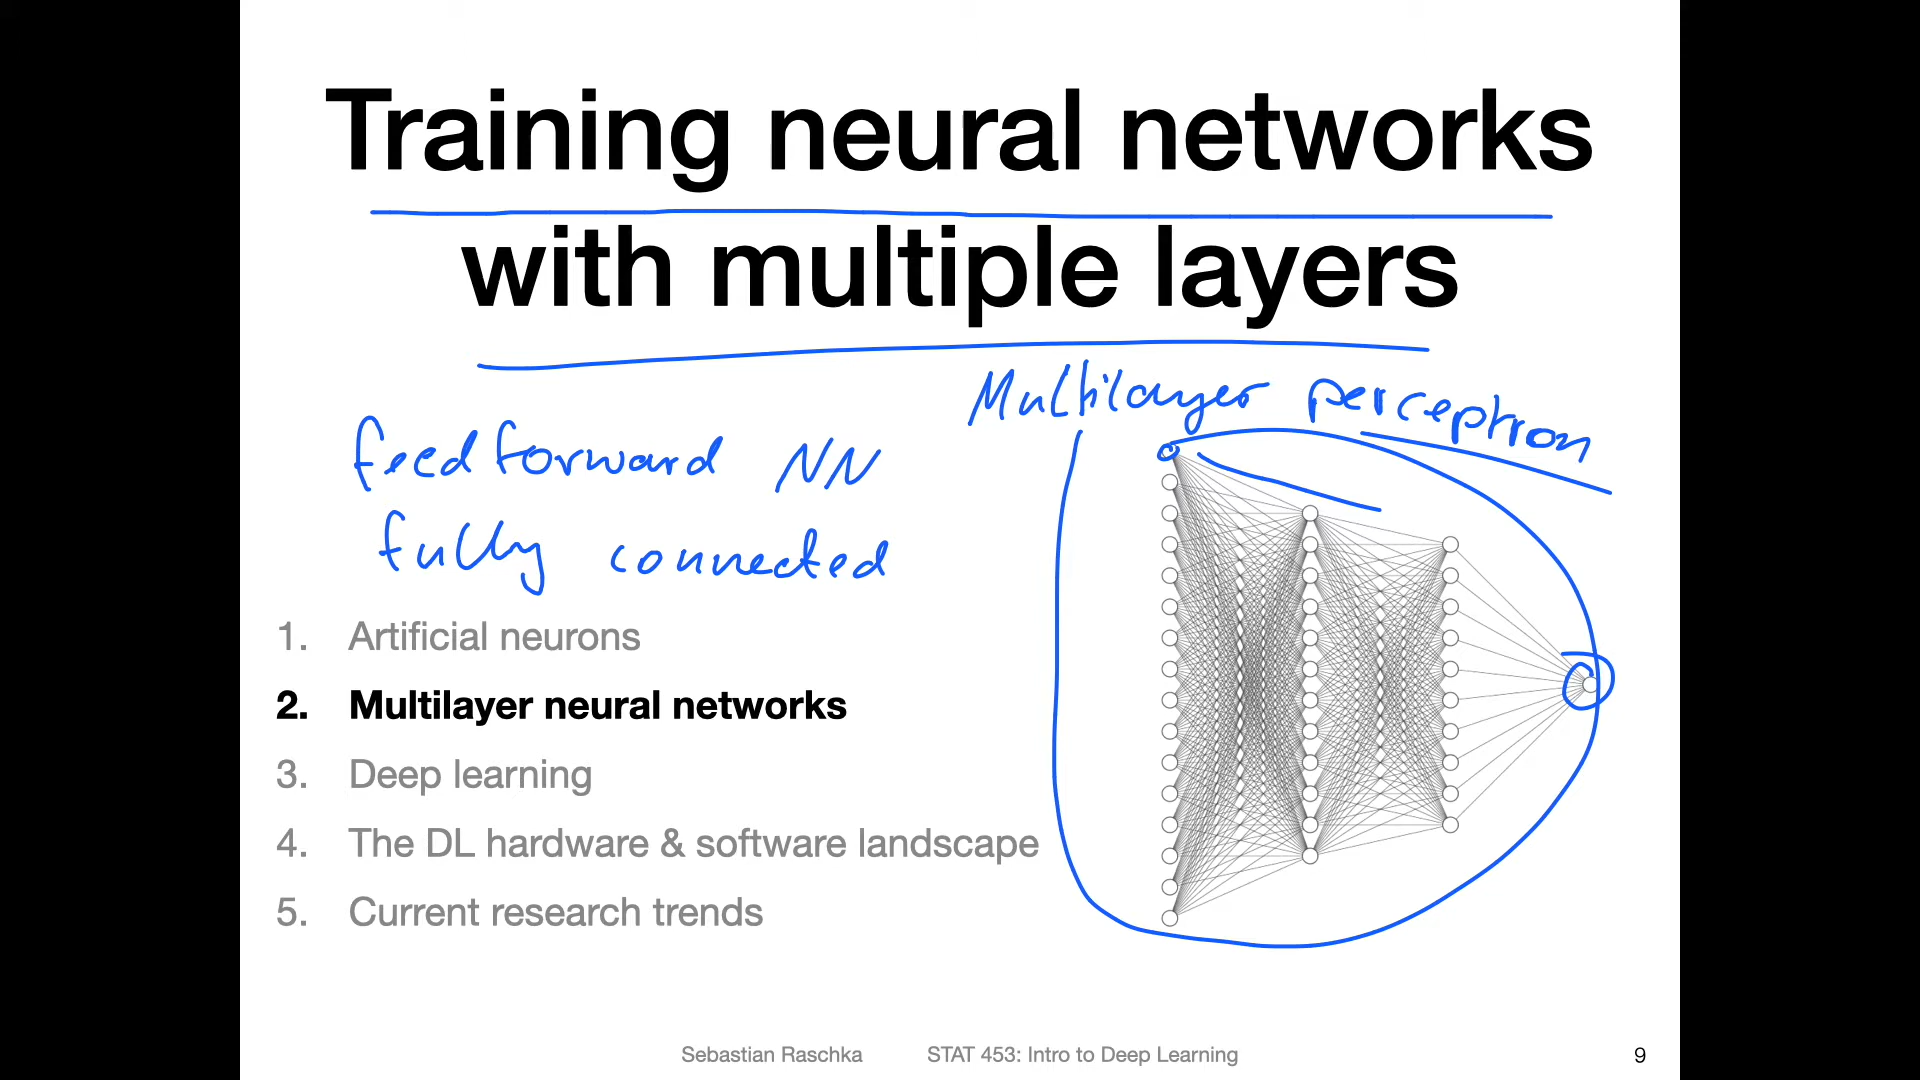 Training neural networks
with multiple layers
Multilayer perceptron
feedforward NN
fully connected
1. Artificial neurons
2. Multilayer neural networks
3. Deep learning
4. The DL hardware & software landscape
5. Current research trends
Sebastian Raschka STAT 453: Intro to Deep Learning 9